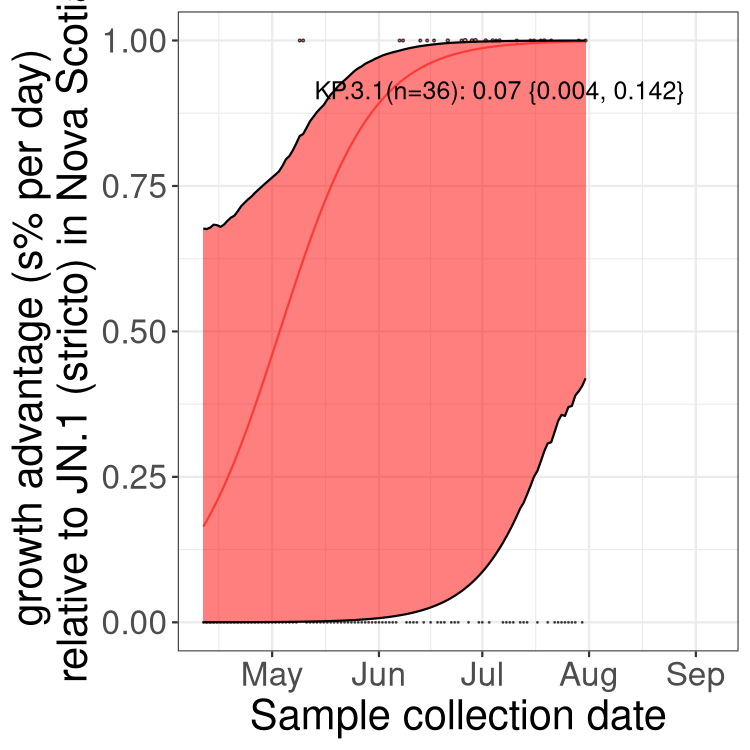 growth advantage (s% per day)
relative to JN.1 (stricto) in Nova Scotia
1.00
0.75
0.50
0.25
0.00
KP.3.1(n=36): 0.07 {0.004, 0.142}
May Jun Jul Aug Sep
Sample collection date